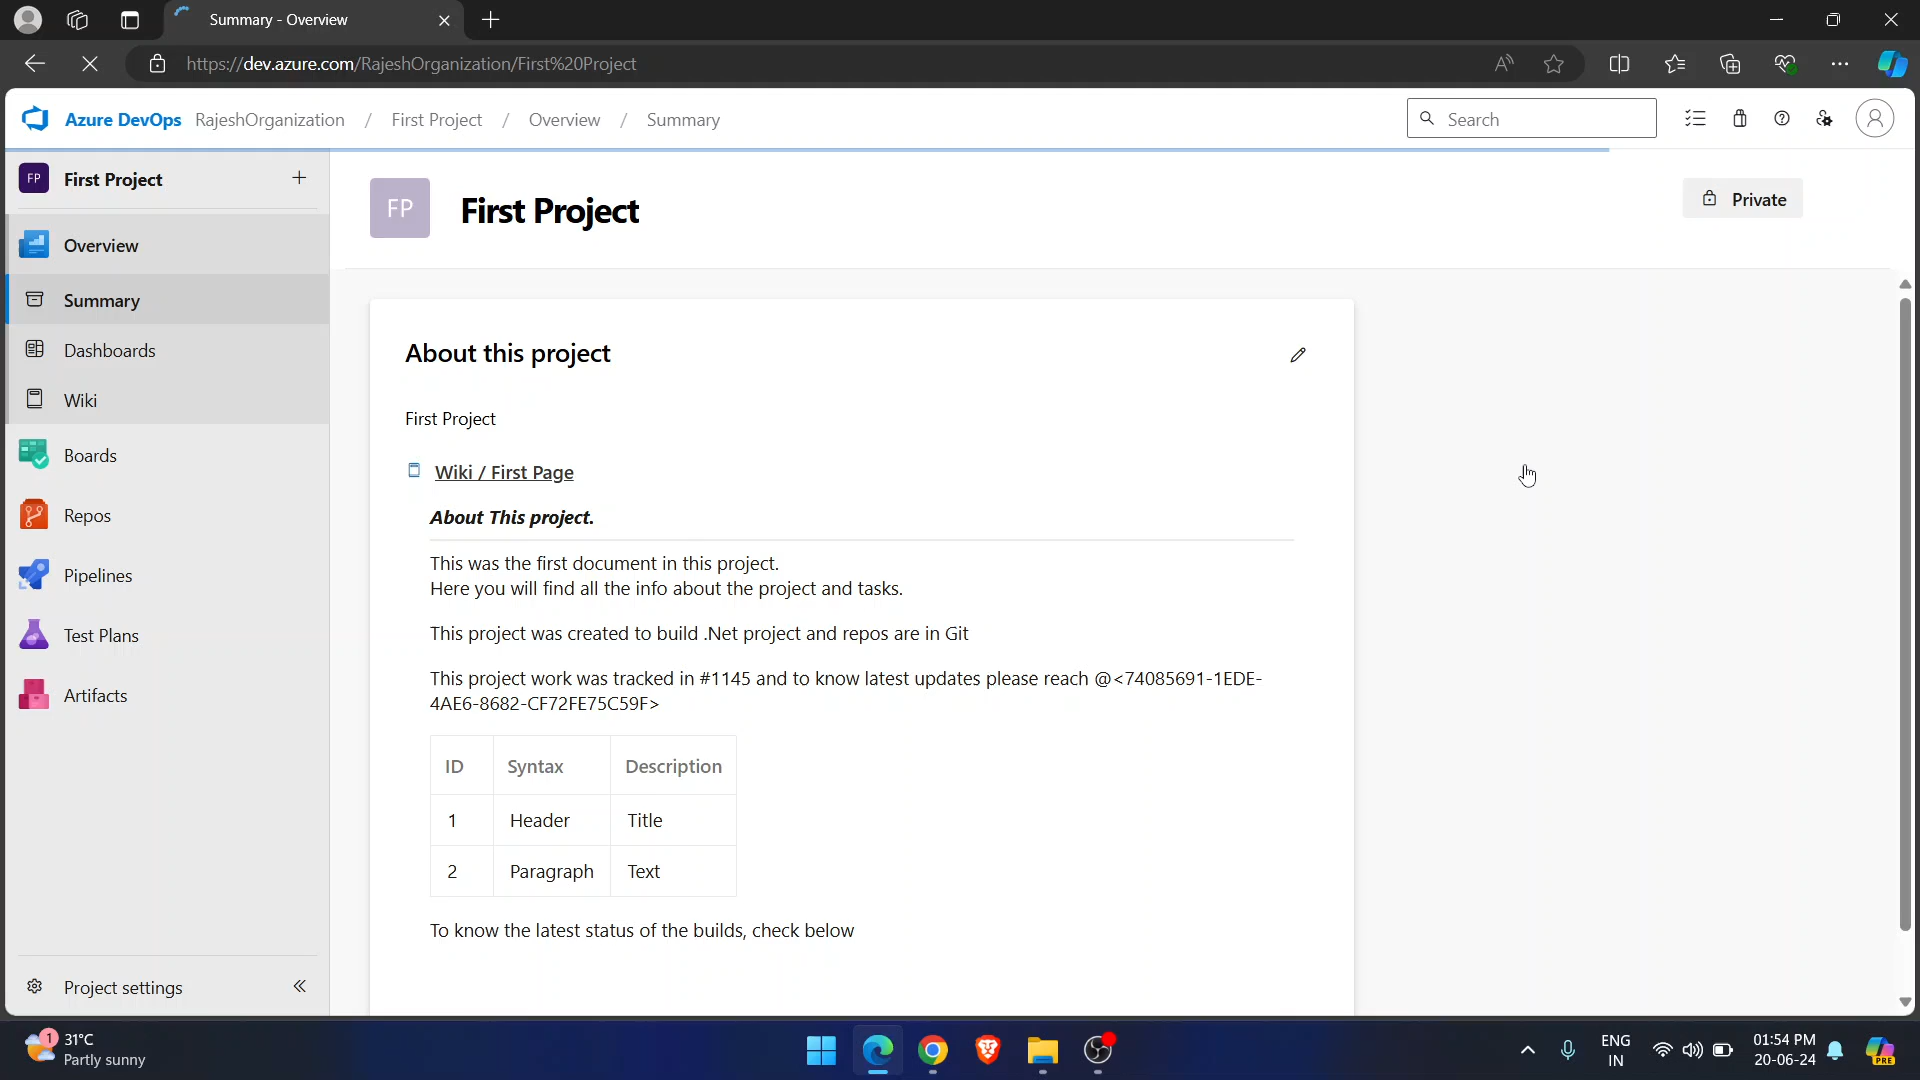 Summary - Overview
https://dev.azure.com/RajeshOrganization/First%20Project
Azure DevOps RajeshOrganization / First Project / Overview / Summary
Search
FP First Project
Overview
Summary
Dashboards
Wiki
Boards
Repos
Pipelines
Test Plans
Artifacts
Project settings
FP First Project
Private
About this project
First Project
Wiki / First Page
About This project.
This was the first document in this project.
Here you will find all the info about the project and tasks.
This project was created to build .Net project and repos are in Git
This project work was tracked in #1145 and to know latest updates please reach @<74085691-1EDE-
4AE6-8682-CF72FE75C59F>
ID Syntax Description
1 Header Title
2 Paragraph Text
To know the latest status of the builds, check below
1 31°C
Partly sunny
ENG
IN
01:54 PM
20-06-24
PRE